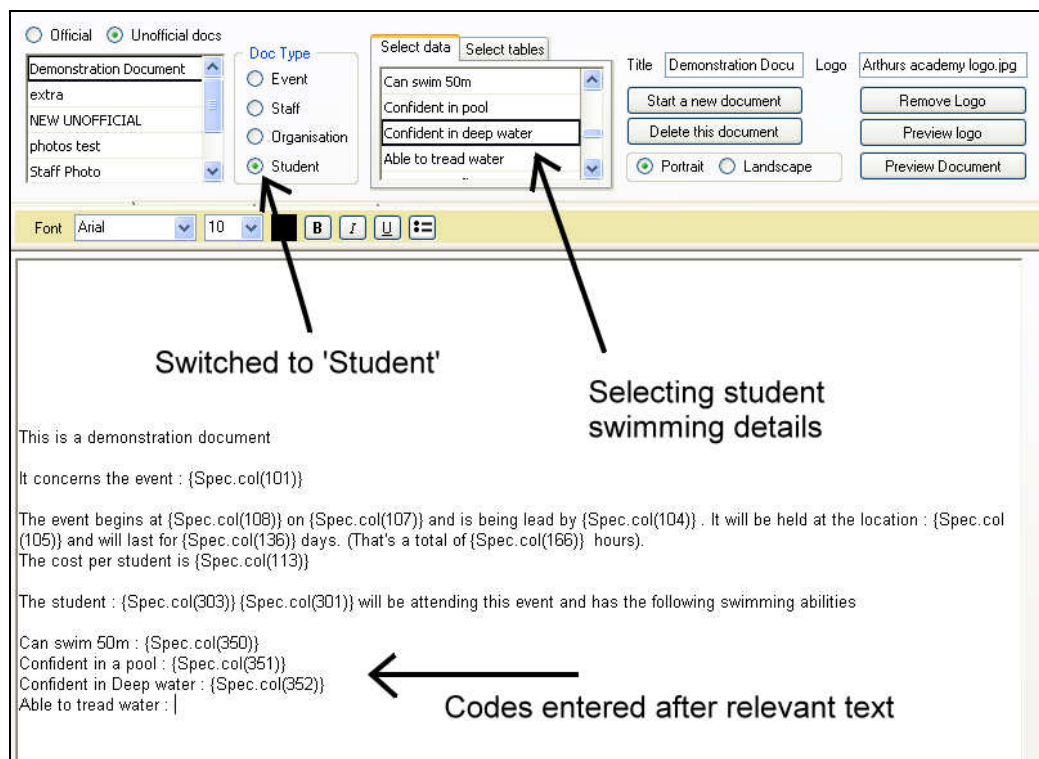 Official Unofficial docs
Demonstration Document
extra
NEW UNOFFICIAL
photos test
Staff Photo
Doc Type
Event
Staff
Organisation
Student
Select data Select tables
Can swim 50m
Confident in pool
Confident in deep water
Able to tread water
Title Demonstration Docu Logo Arthurs academy logo.jpg
Start a new document
Delete this document
Portrait Landscape
Remove Logo
Preview logo
Preview Document
Font Arial 10 B I U
Switched to 'Student'
Selecting student
swimming details
This is a demonstration document
It concerns the event : {Spec.col(101)}
The event begins at {Spec.col(108)} on {Spec.col(107)} and is being lead by {Spec.col(104)} . It will be held at the location : {Spec.col
(105)} and will last for {Spec.col(136)} days. (That's a total of {Spec.col(166)} hours).
The cost per student is {Spec.col(113)}
The student : {Spec.col(303)} {Spec.col(301)} will be attending this event and has the following swimming abilities
Can swim 50m : {Spec.col(350)}
Confident in a pool : {Spec.col(351)}
Confident in Deep water : {Spec.col(352)}
Able to tread water :
Codes entered after relevant text